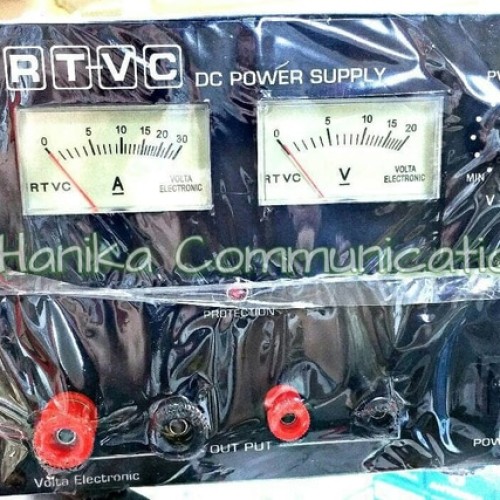 RTVC DC POWER SUPPLY
0 5 10 15 20 30
RTVC A VOLTA ELECTRONIC
0 5 10 15 20
RTVC V VOLTA ELECTRONIC
MIN
V
Hanika Communicatio
PROTECTION
OUT PUT
POW
Volta Electronic